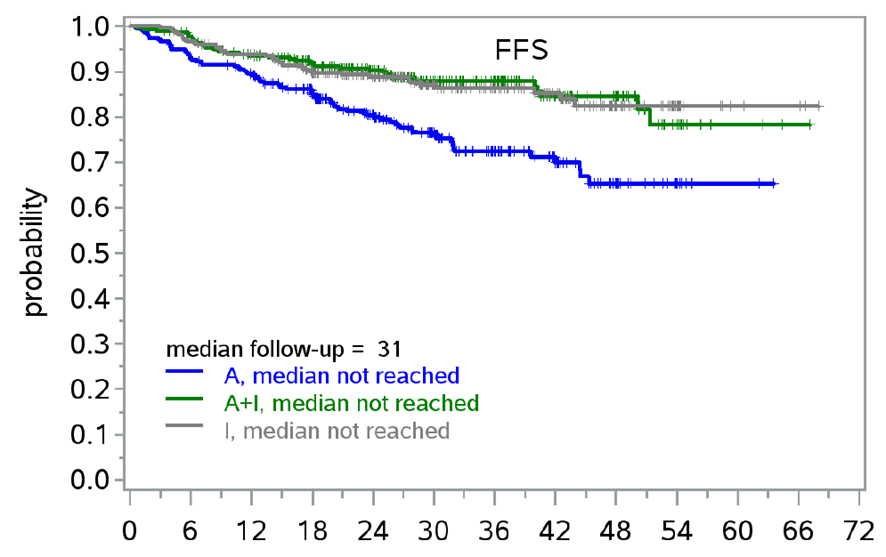 FFS
probability
1.0
0.9
0.8
0.7
0.6
0.5
0.4
0.3
0.2
0.1
0.0
median follow-up = 31
A, median not reached
A+I, median not reached
I, median not reached
0 6 12 18 24 30 36 42 48 54 60 66 72